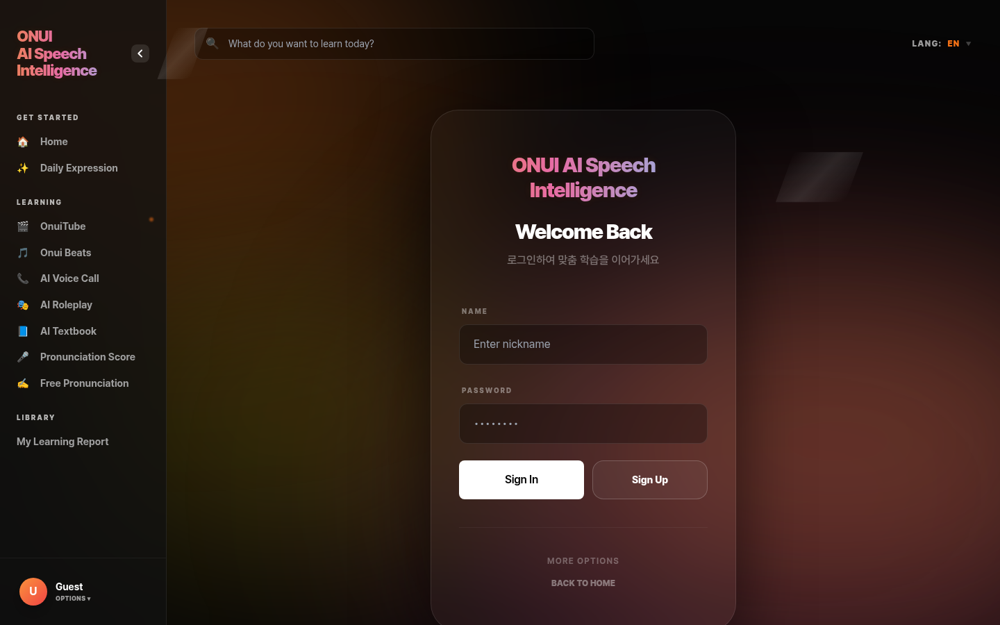 ONUI
AI Speech
Intelligence
GET STARTED
Home
Daily Expression
LEARNING
OnuiTube
Onui Beats
AI Voice Call
AI Roleplay
AI Textbook
Pronunciation Score
Free Pronunciation
LIBRARY
My Learning Report
U
Guest
OPTIONS ▾
What do you want to learn today?
LANG: EN ▼
ONUI AI Speech
Intelligence
Welcome Back
로그인하여 맞춤 학습을 이어가세요
NAME
Enter nickname
PASSWORD
••••••••
Sign In
Sign Up
MORE OPTIONS
BACK TO HOME